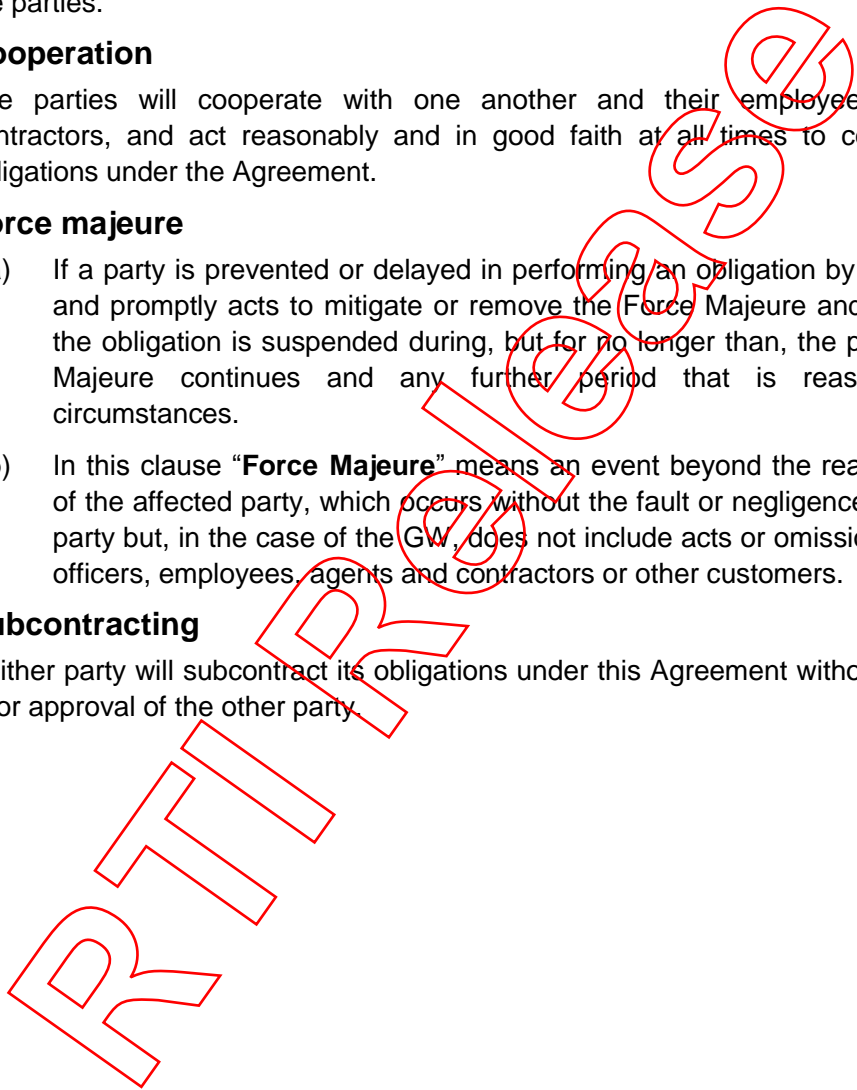 e parties.
ooperation
e parties will cooperate with one another and their employee
ntractors, and act reasonably and in good faith at all times to c
ligations under the Agreement.
orce majeure
) If a party is prevented or delayed in performing an obligation by
and promptly acts to mitigate or remove the Force Majeure and
the obligation is suspended during, but for no longer than, the p
Majeure continues and any further period that is reas
circumstances.
) In this clause “Force Majeure” means an event beyond the rea
of the affected party, which occurs without the fault or negligence
party but, in the case of the GW, does not include acts or omissio
officers, employees, agents and contractors or other customers.
ubcontracting
ither party will subcontract its obligations under this Agreement witho
or approval of the other party.
RTI Release